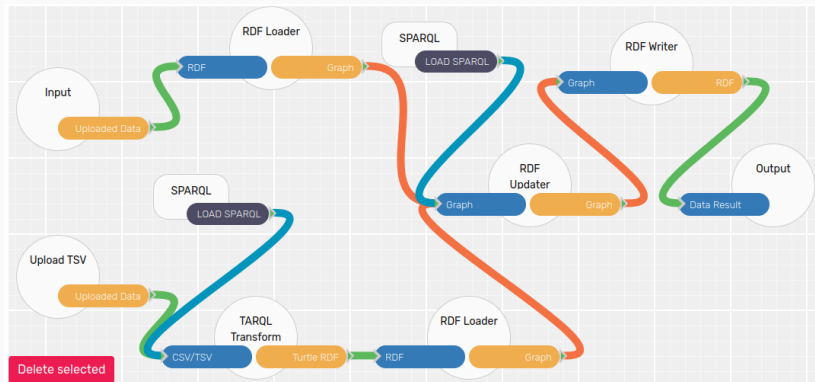 RDF Loader
SPARQL
RDF Writer
RDF
Graph
LOAD SPARQL
Graph
RDF
Input
Uploaded Data
SPARQL
LOAD SPARQL
RDF
Updater
Graph
Graph
Output
Data Result
Upload TSV
Uploaded Data
TARQL
Transform
CSV/TSV
Turtle RDF
RDF Loader
RDF
Graph
Delete selected